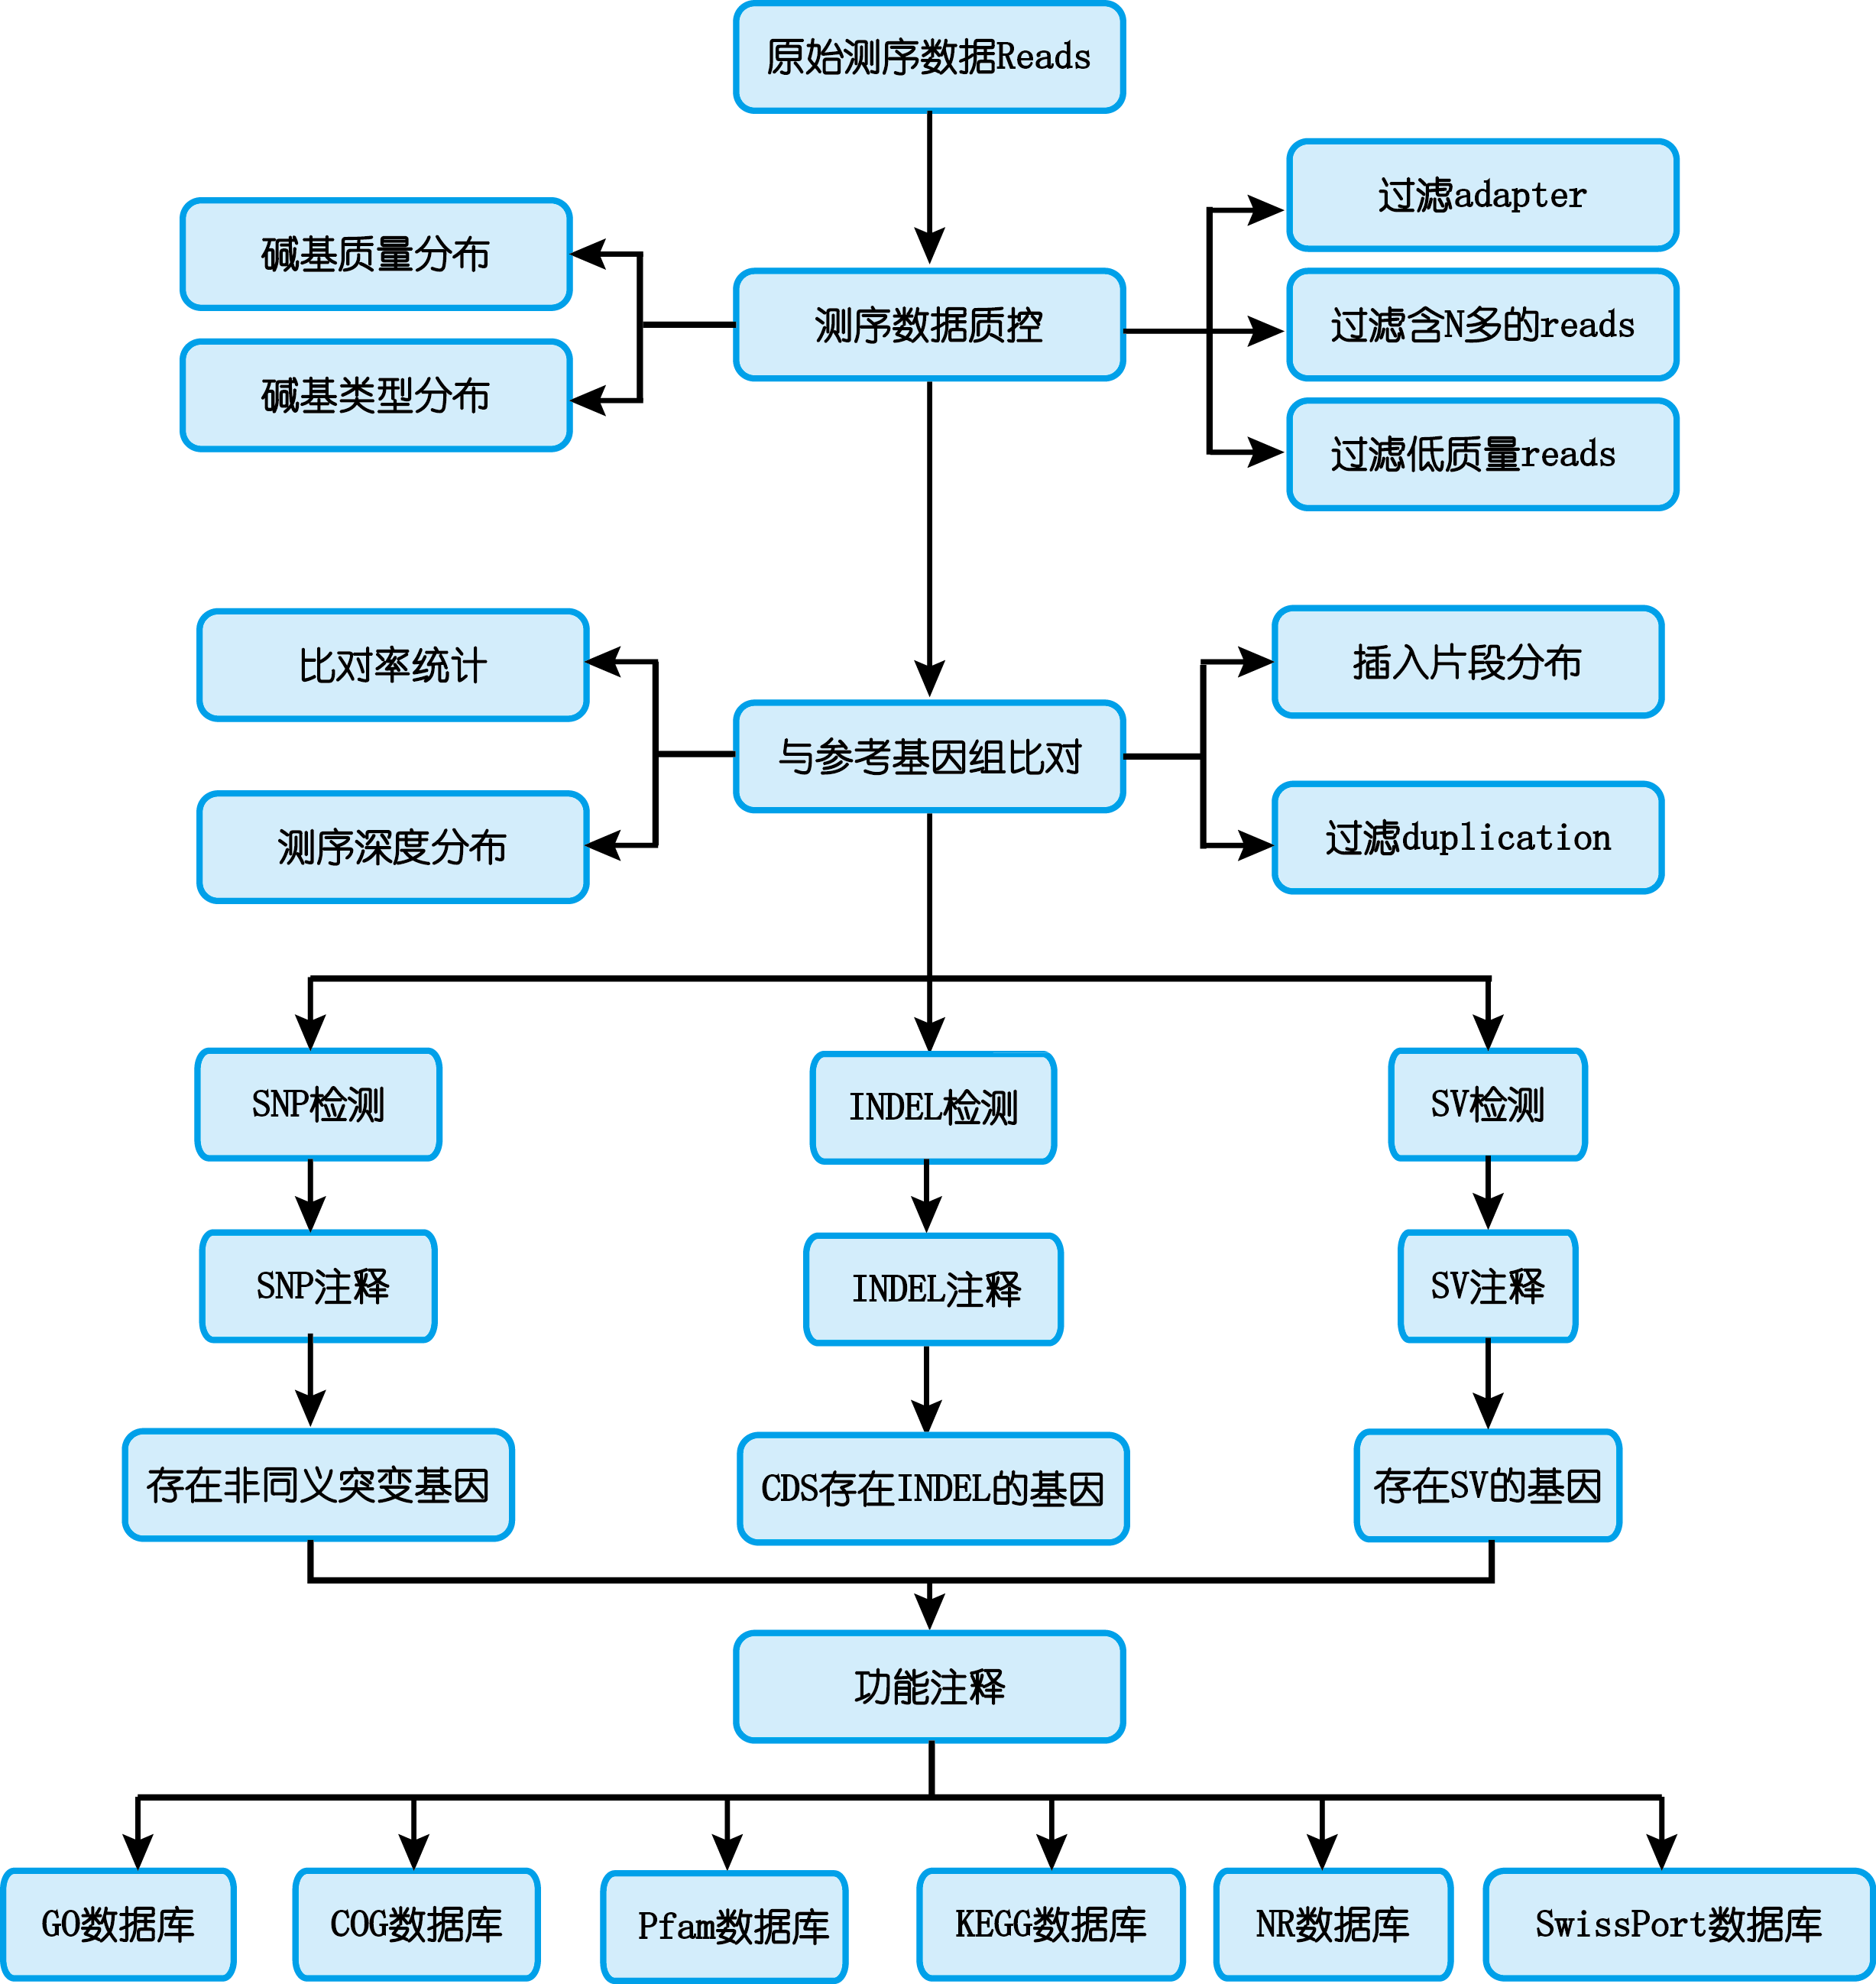 原始测序数据Reads
过滤adapter
碱基质量分布
测序数据质控
过滤含N多的reads
碱基类型分布
过滤低质量reads
比对率统计
插入片段分布
与参考基因组比对
测序深度分布
过滤duplication
SNP检测
INDEL检测
SV检测
SNP注释
INDEL注释
SV注释
存在非同义突变基因
CDS存在INDEL的基因
存在SV的基因
功能注释
GO数据库
COG数据库
Pfam数据库
KEGG数据库
NR数据库
SwissPort数据库